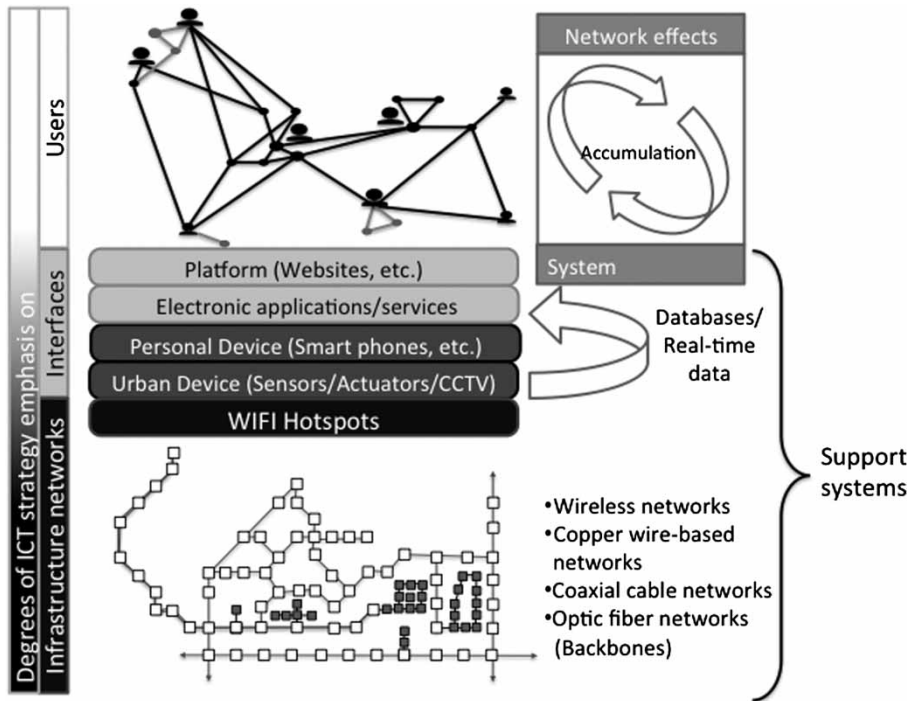 Degrees of ICT strategy emphasis on
Users
Interfaces
Infrastructure networks
Network effects
Accumulation
System
Platform (Websites, etc.)
Electronic applications/services
Personal Device (Smart phones, etc.)
Urban Device (Sensors/Actuators/CCTV)
WIFI Hotspots
Databases/
Real-time
data
•Wireless networks
•Copper wire-based
networks
•Coaxial cable networks
•Optic fiber networks
(Backbones)
Support
systems